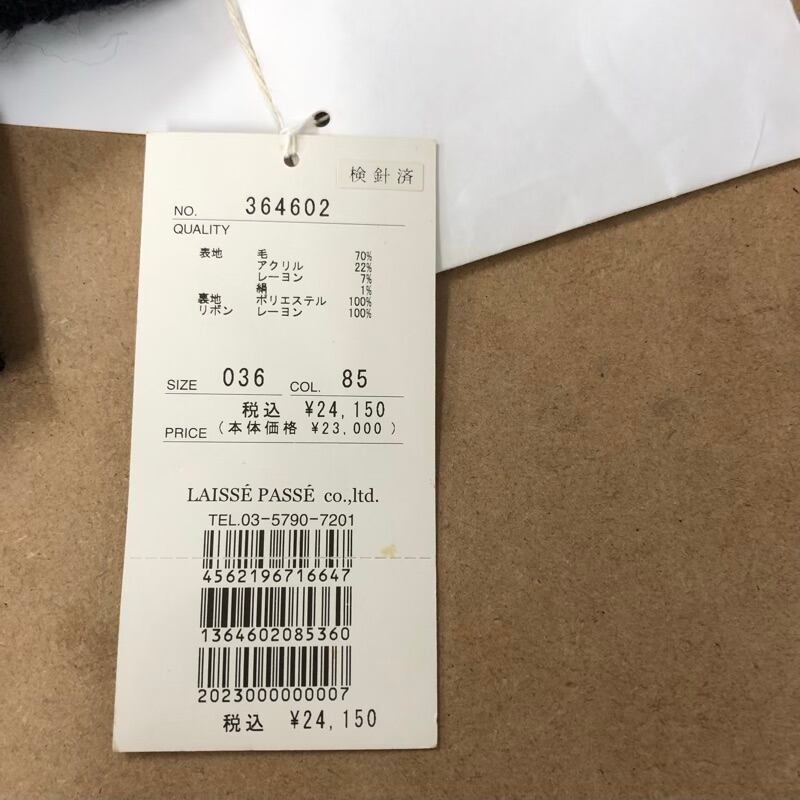 検針済
NO. 364602
QUALITY
表地 毛 70%
アクリル 22%
レーヨン 7%
絹 1%
裏地 ポリエステル 100%
リボン レーヨン 100%
SIZE 036 COL. 85
税込 ¥24,150
PRICE (本体価格 ¥23,000 )
LAISSÉ PASSÉ co.,ltd.
TEL.03-5790-7201
4562196716647
1364602085360
2023000000007
税込 ¥24,150